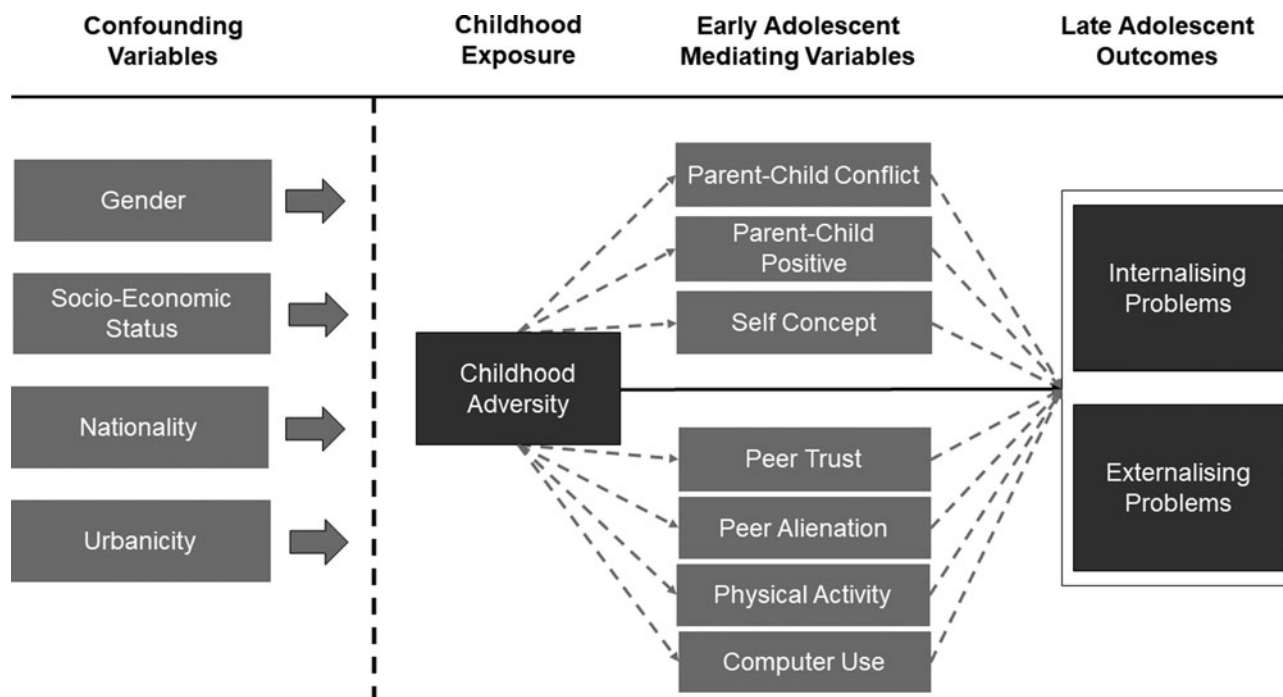 Confounding
Variables
Childhood
Exposure
Early Adolescent
Mediating Variables
Late Adolescent
Outcomes
Gender
Socio-Economic
Status
Nationality
Urbanicity
Childhood
Adversity
Parent-Child Conflict
Parent-Child
Positive
Self Concept
Peer Trust
Peer Alienation
Physical Activity
Computer Use
Internalising
Problems
Externalising
Problems